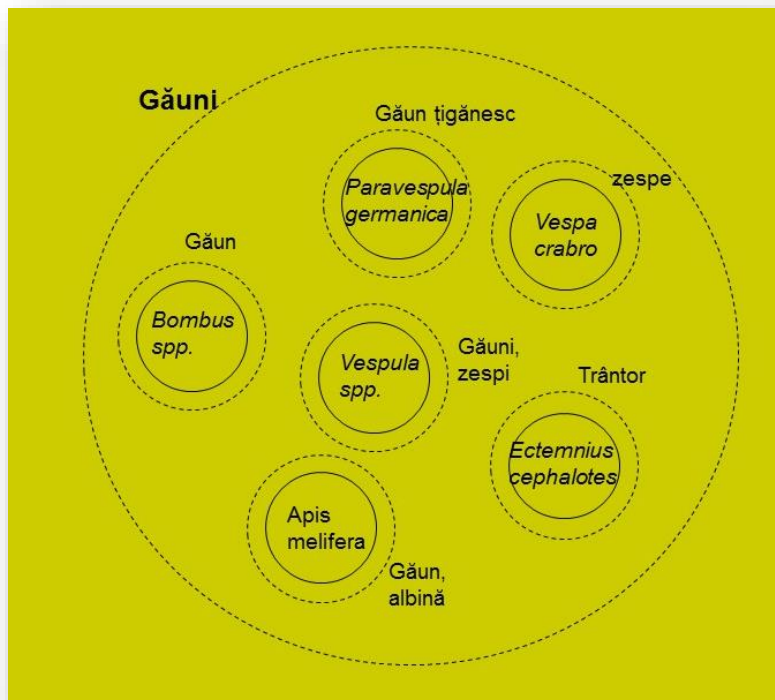 Găuni
Găun țigănesc
Paravespula
germanica
zespe
Vespa
crabro
Găun
Bombus
spp.
Vespula
spp.
Găuni,
zespi
Trântor
Ectemnius
cephalotes
Apis
melifera
Găun,
albină